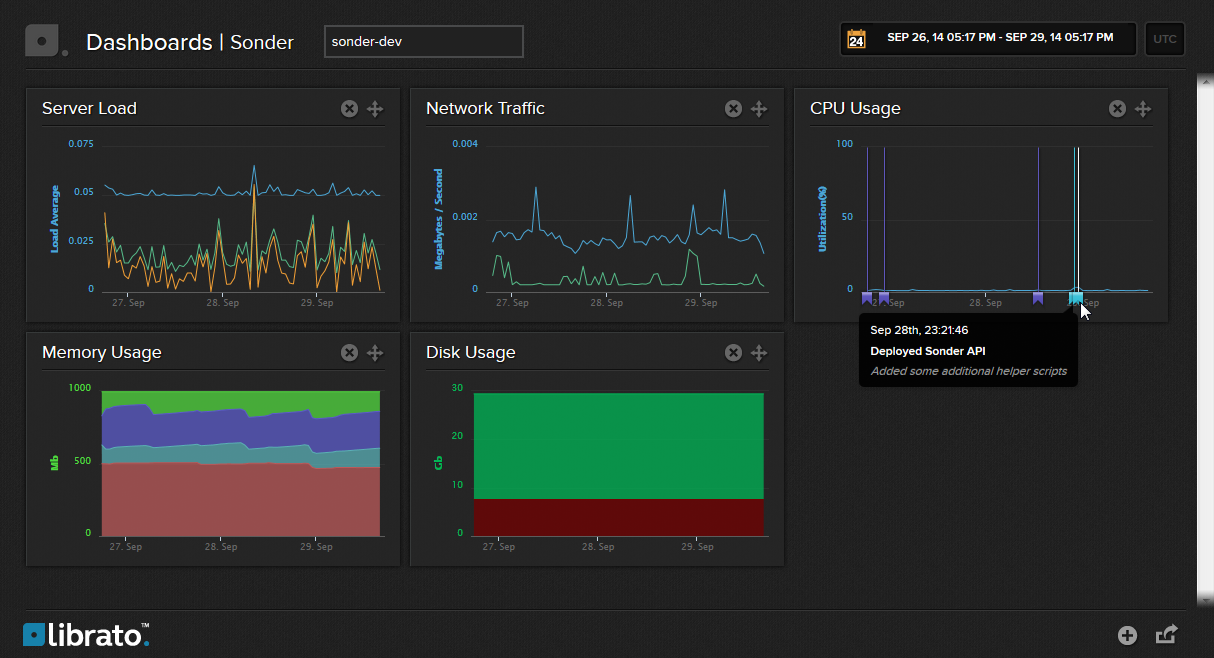 Dashboards | Sonder
sonder-dev
24
SEP 26, 14 05:17 PM - SEP 29, 14 05:17 PM
UTC
Server Load
0.075
0.05
0.025
0
Load Average
27. Sep
28. Sep
29. Sep
Network Traffic
0.004
0.002
0
Megabytes / Second
27. Sep
28. Sep
29. Sep
CPU Usage
100
50
0
Utilization(%)
28. Sep
Sep 28th, 23:21:46
Deployed Sonder API
Added some additional helper scripts
Memory Usage
1000
500
0
Mb
27. Sep
28. Sep
29. Sep
Disk Usage
30
20
10
0
Gb
27. Sep
28. Sep
29. Sep
librato.™